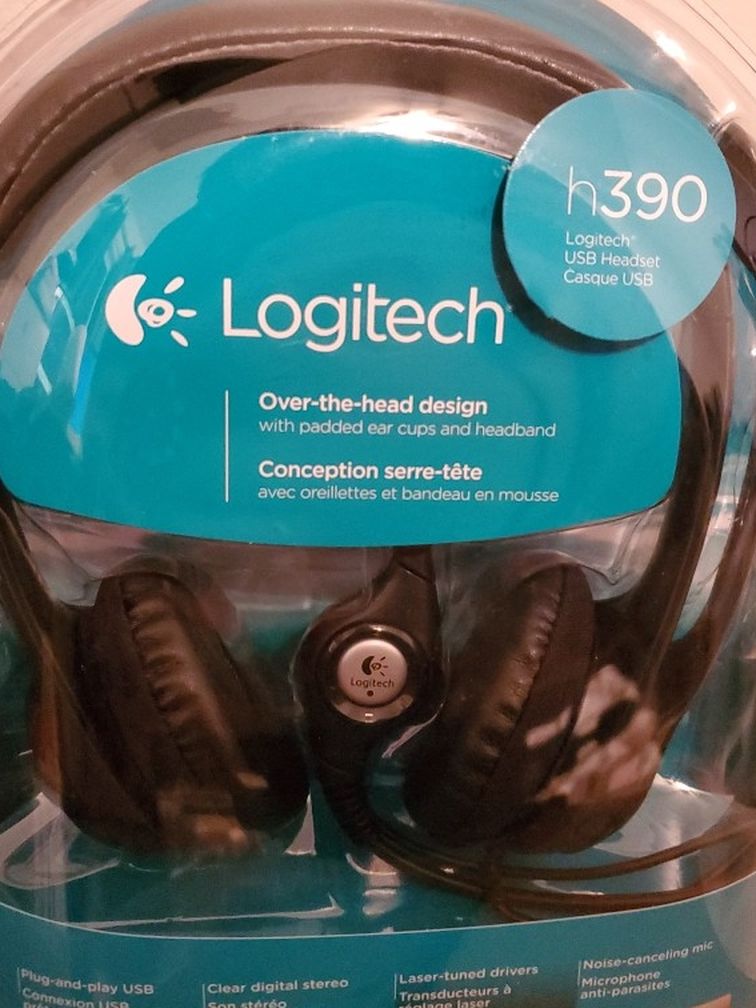 h390
Logitech®
USB Headset
Casque USB
Logitech
Over-the-head design
with padded ear cups and headband
Conception serre-tête
avec oreillettes et bandeau en mousse
Logitech
Plug-and-play USB
Connexion USB
Clear digital stereo
Son stéréo
Laser-tuned drivers
Transducteurs à
réglage laser
Noise-canceling mic
Microphone
anti-parasites